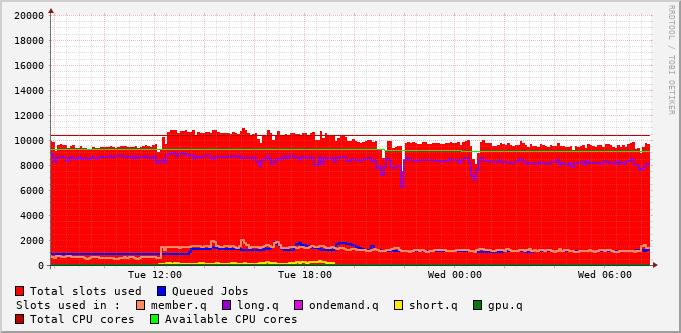 20000
18000
16000
14000
12000
10000
8000
6000
4000
2000
0
Tue 12:00 Tue 18:00 Wed 00:00 Wed 06:00
Total slots used Queued Jobs
Slots used in : member.q long.q ondemand.q short.q gpu.q
Total CPU cores Available CPU cores
RRDTOOL / TOBI OETIKER